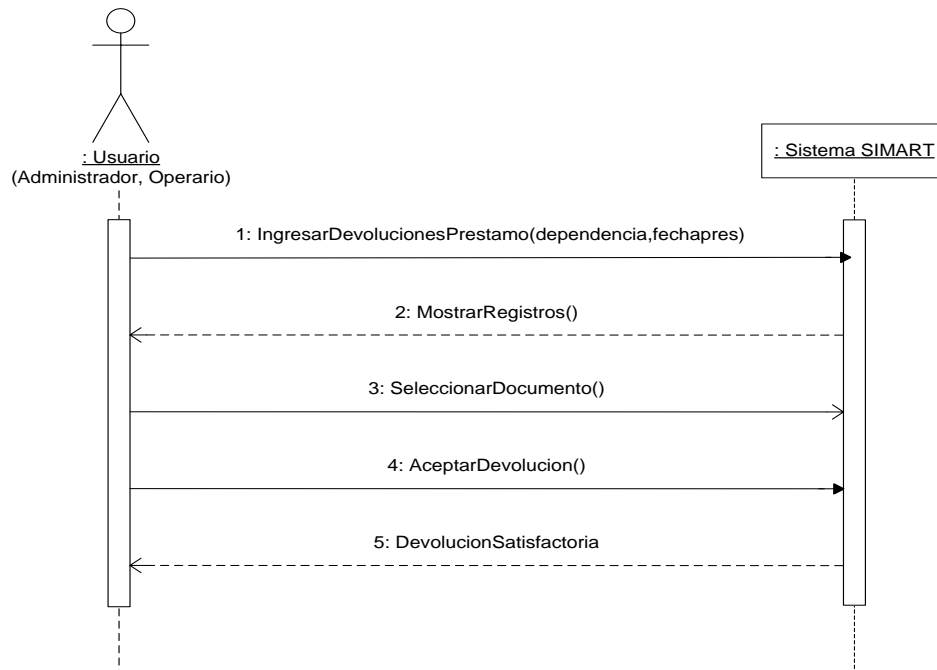 : Usuario
(Administrador, Operario)
: Sistema SIMART
1: IngresarDevolucionesPrestamo(dependencia,fechapres)
2: MostrarRegistros()
3: SeleccionarDocumento()
4: AceptarDevolucion()
5: DevolucionSatisfactoria